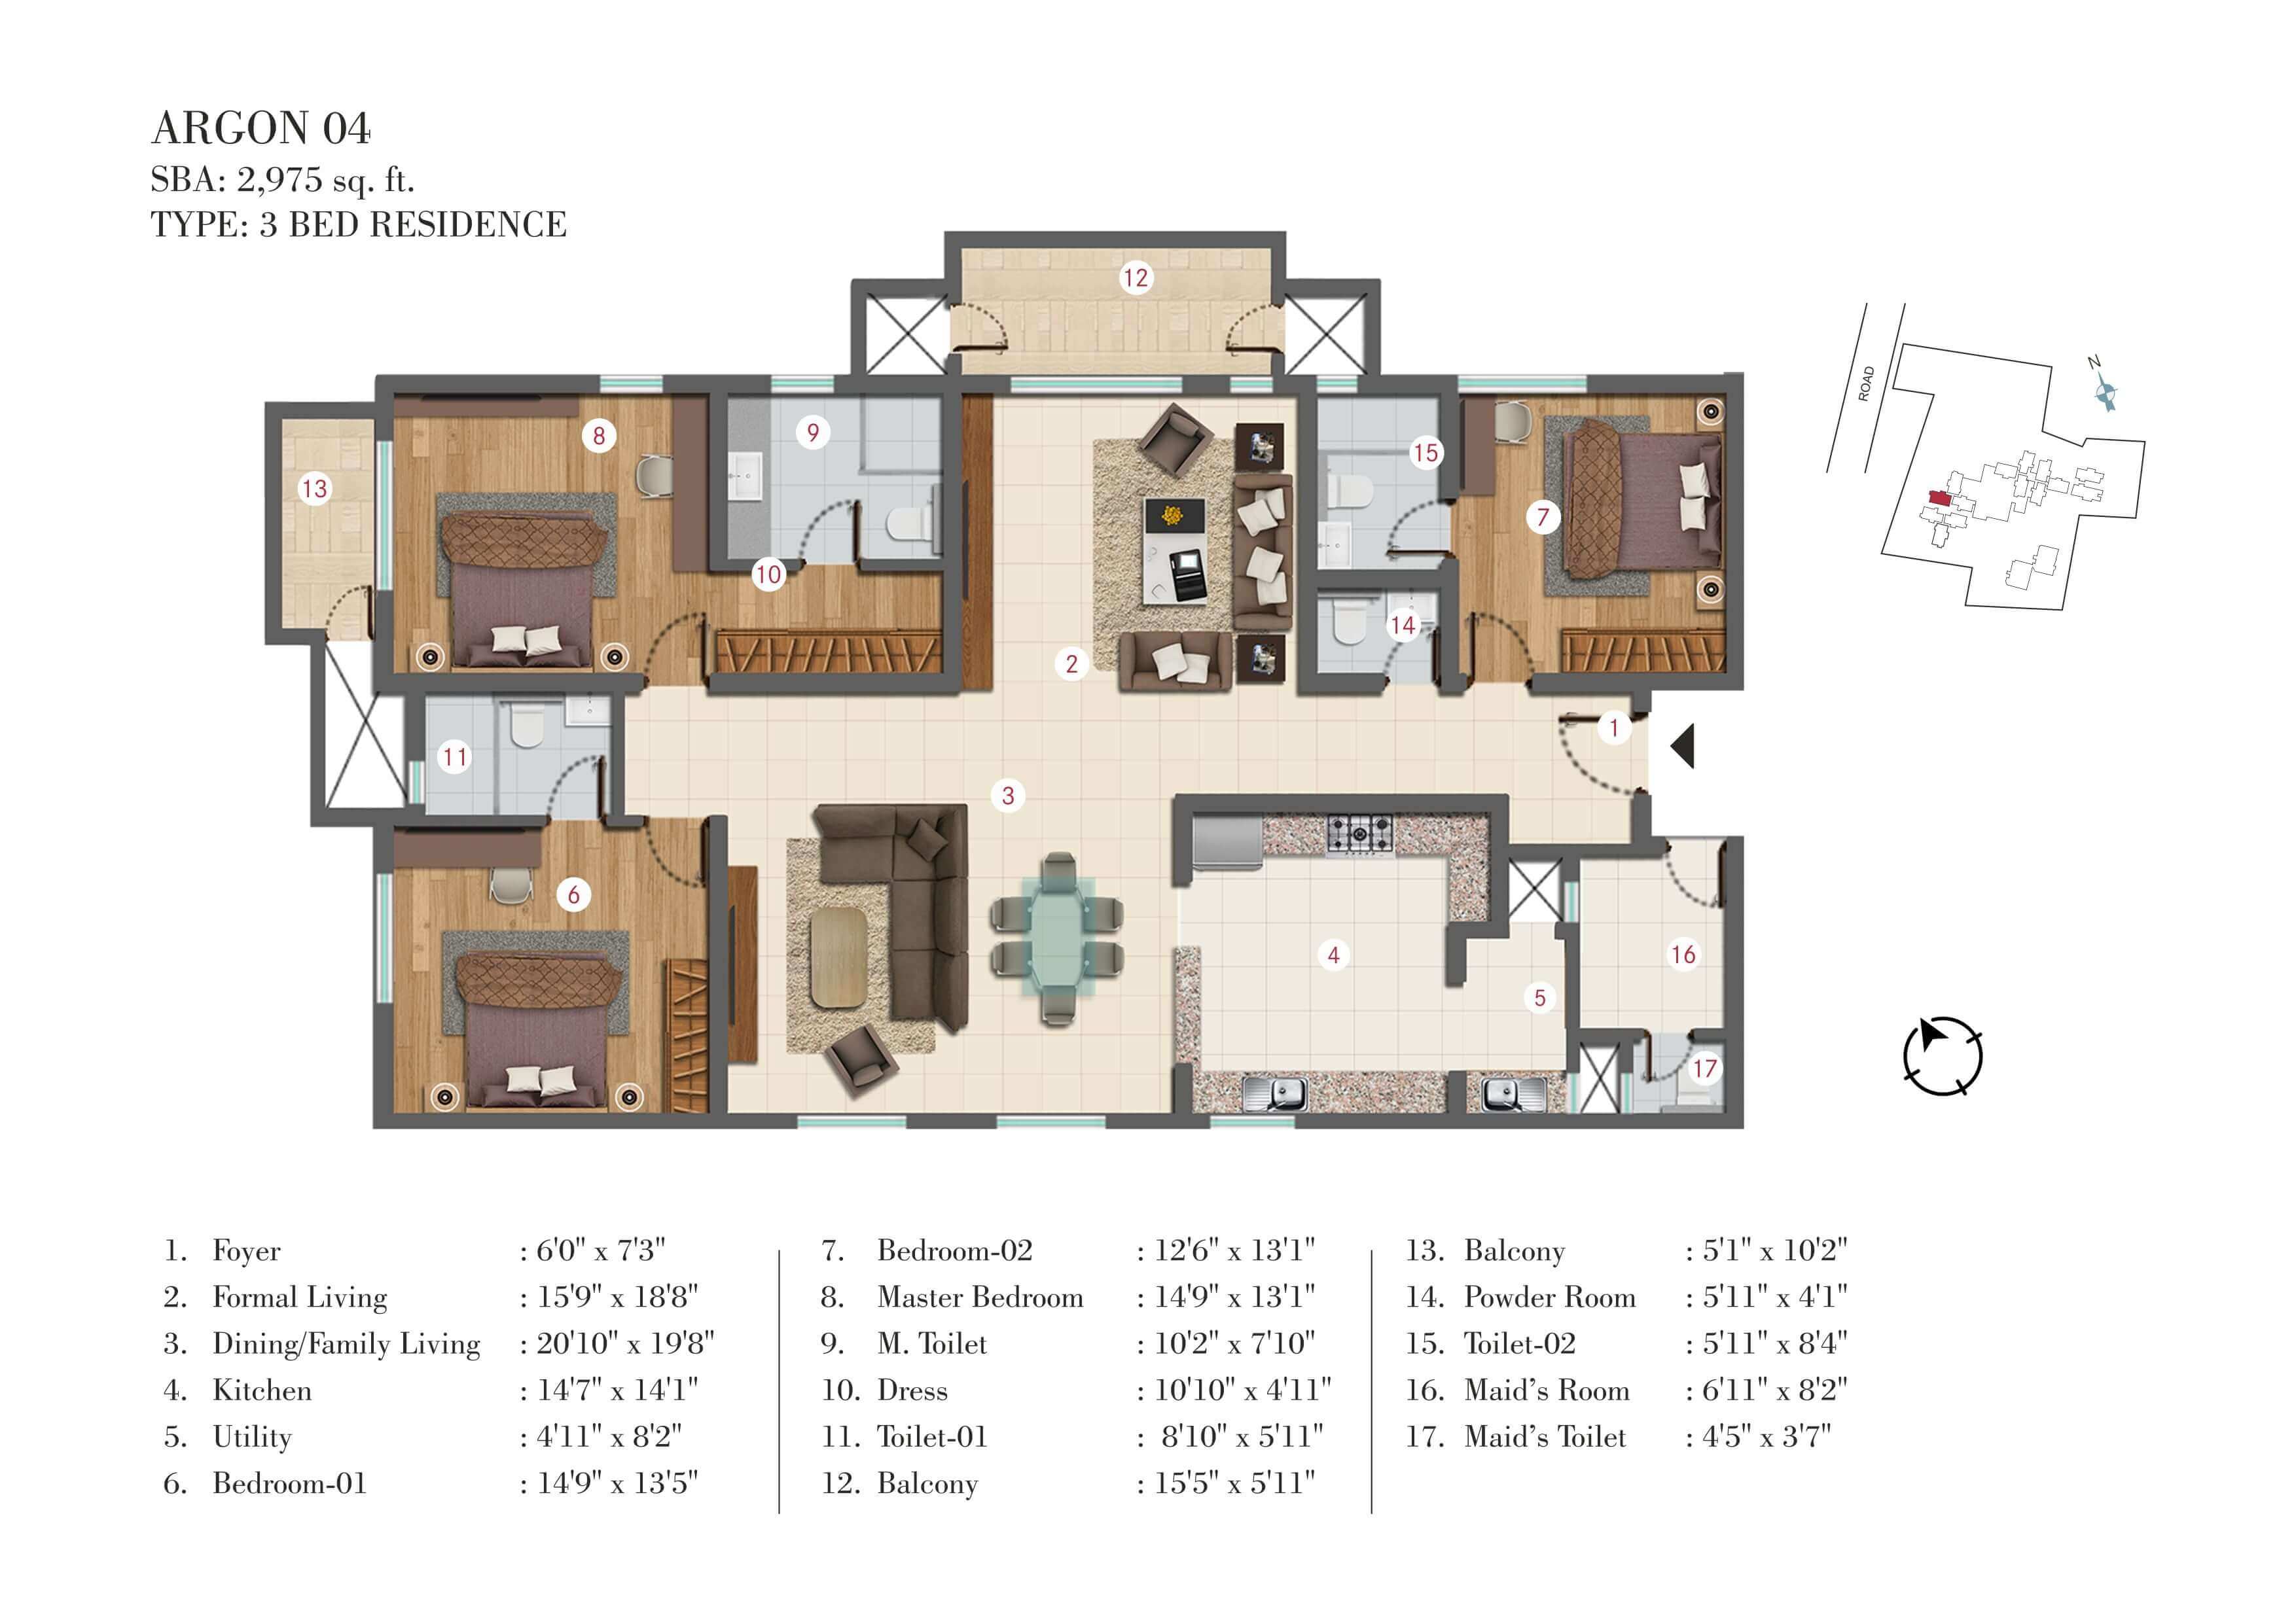 ARGON 04
SBA: 2,975 sq. ft.
TYPE: 3 BED RESIDENCE
12
13
8
9
10
2
15
14
7
1
11
3
6
4
5
16
17
ROAD
N
1. Foyer : 6'0" x 7'3"
2. Formal Living : 15'9" x 18'8"
3. Dining/Family Living : 20'10" x 19'8"
4. Kitchen : 14'7" x 14'1"
5. Utility : 4'11" x 8'2"
6. Bedroom-01 : 14'9" x 13'5"
7. Bedroom-02 : 12'6" x 13'1"
8. Master Bedroom : 14'9" x 13'1"
9. M. Toilet : 10'2" x 7'10"
10. Dress : 10'10" x 4'11"
11. Toilet-01 : 8'10" x 5'11"
12. Balcony : 15'5" x 5'11"
13. Balcony : 5'1" x 10'2"
14. Powder Room : 5'11" x 4'1"
15. Toilet-02 : 5'11" x 8'4"
16. Maid's Room : 6'11" x 8'2"
17. Maid's Toilet : 4'5" x 3'7"